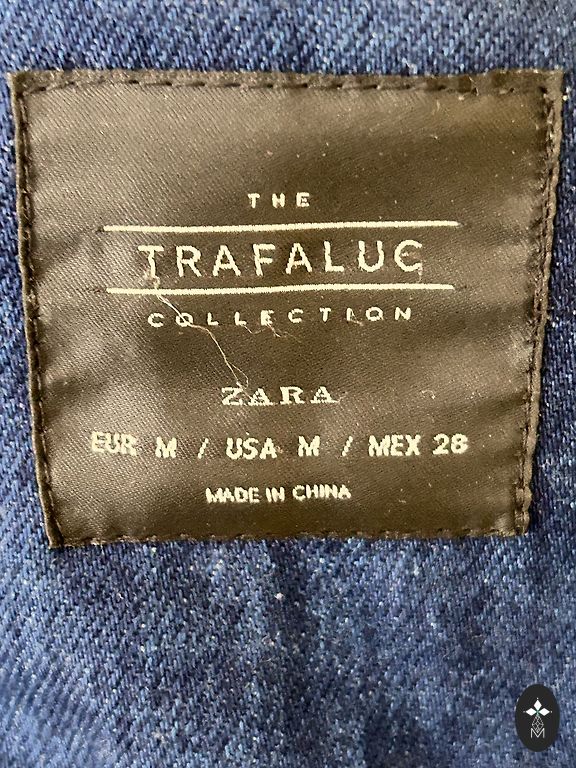 THE
TRAFALUC
COLLECTION
ZARA
EUR M / USA M / MEX 28
MADE IN CHINA
M